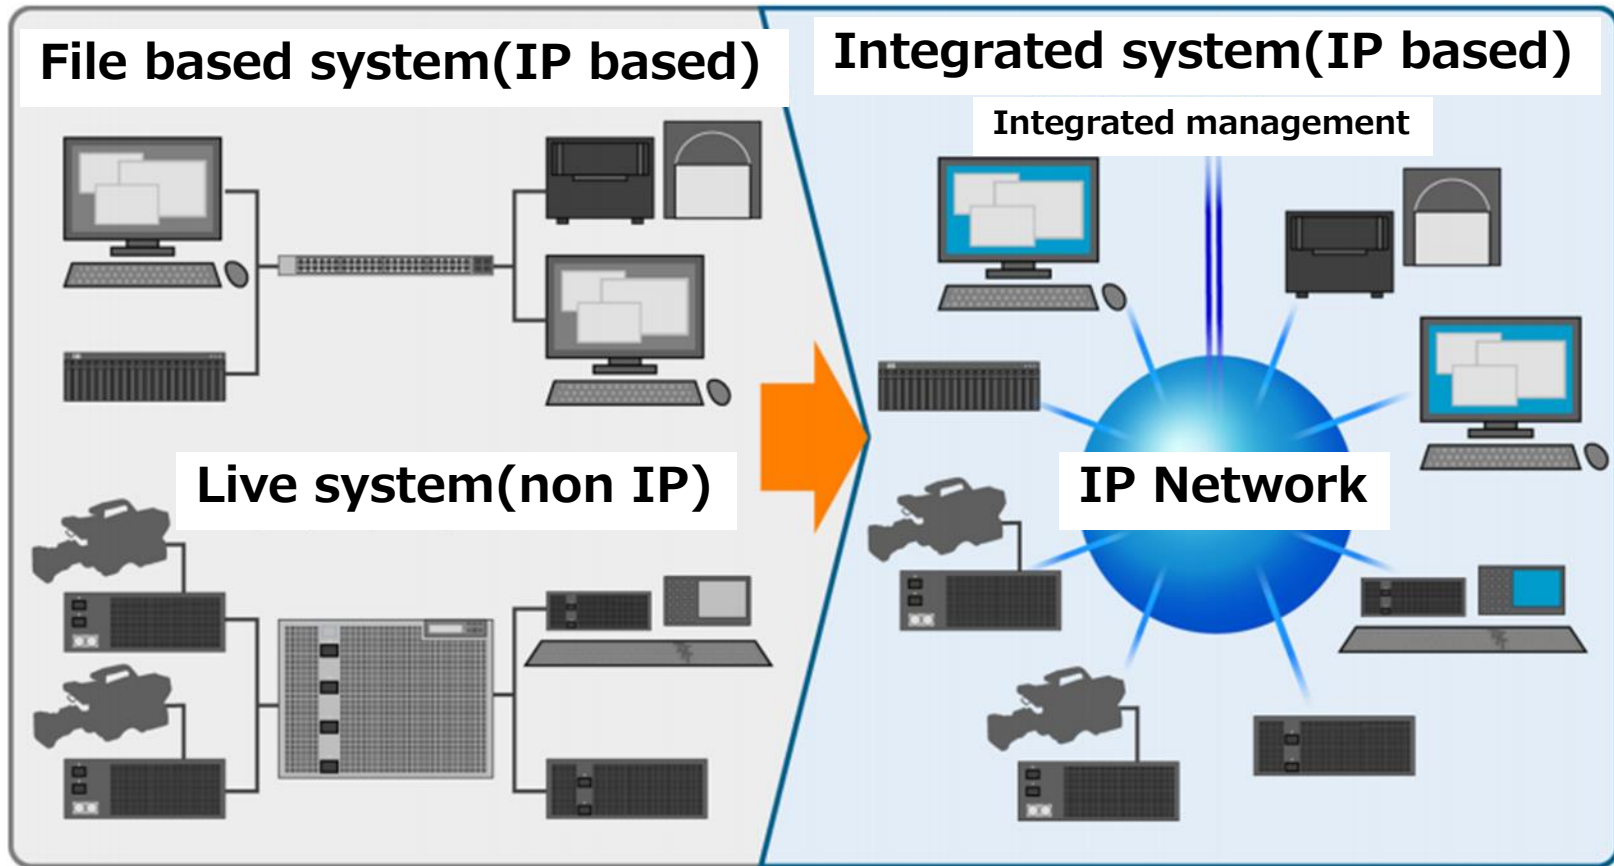 File based system(IP based)
Live system(non IP)
Integrated system(IP based)
Integrated management
IP Network